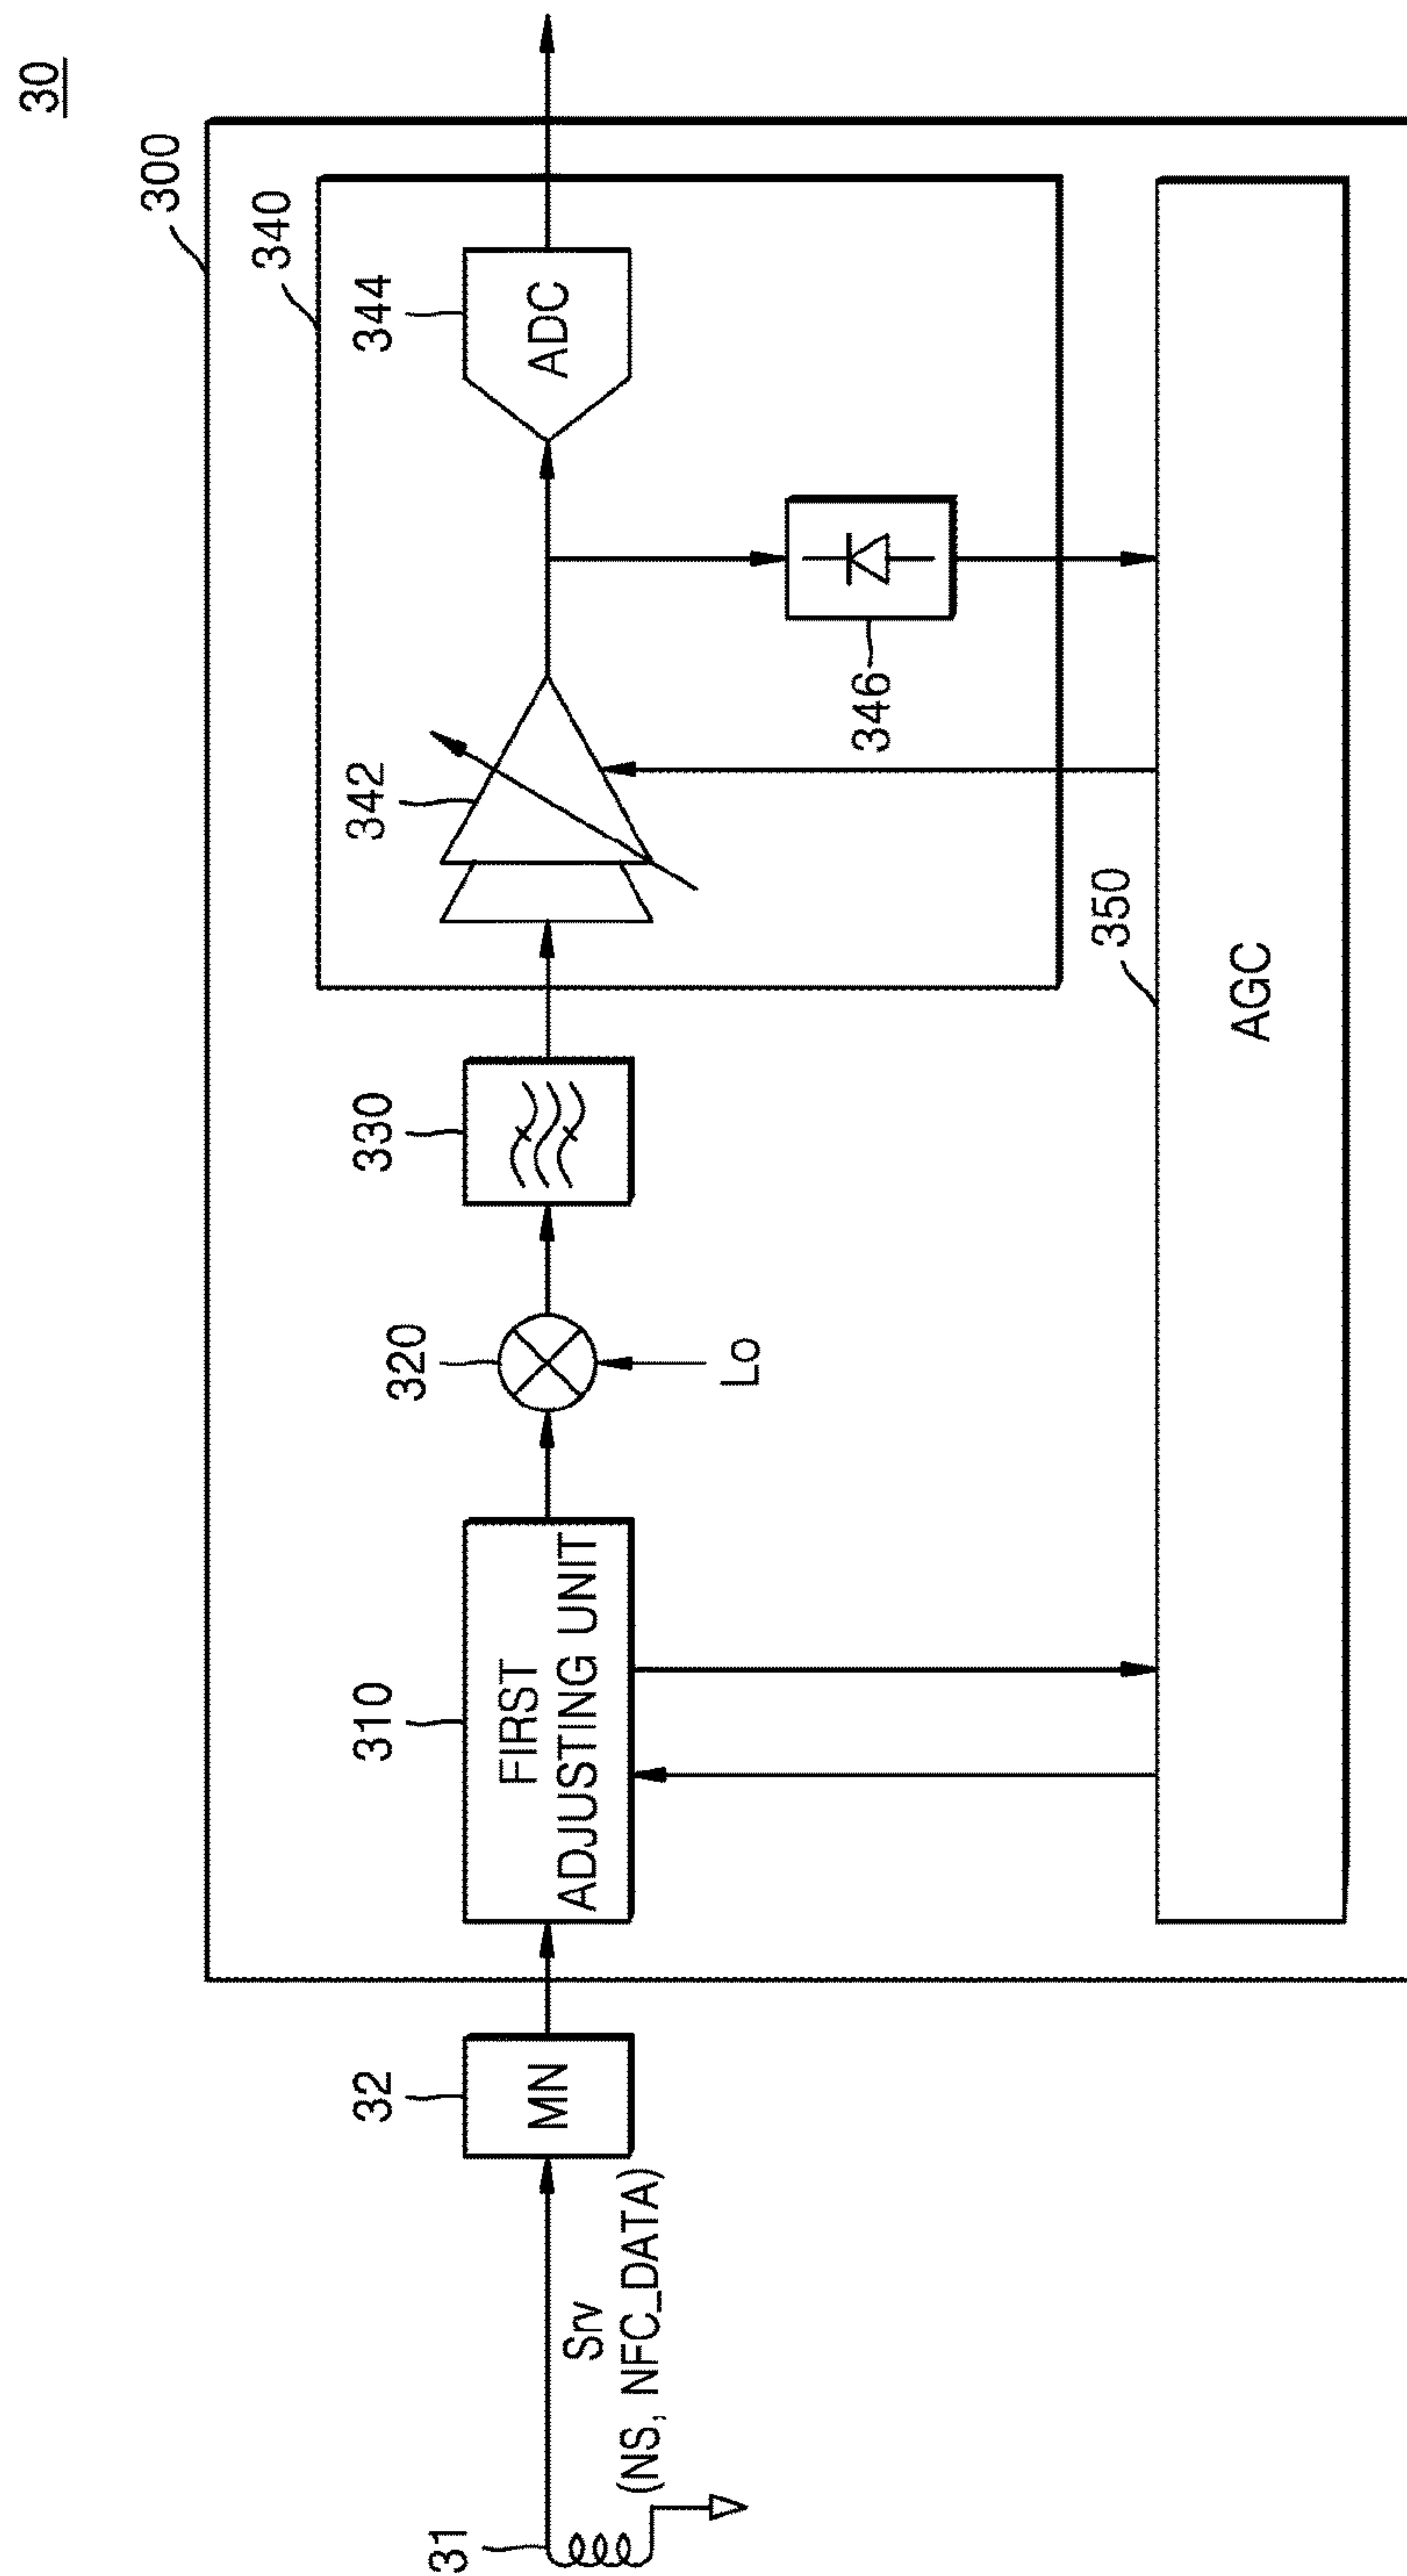 30
300
340
344
ADC
342
346
350
AGC
330
320
Lo
310
FIRST
ADJUSTING UNIT
32
MN
31
Srv
(NS, NFC_DATA)